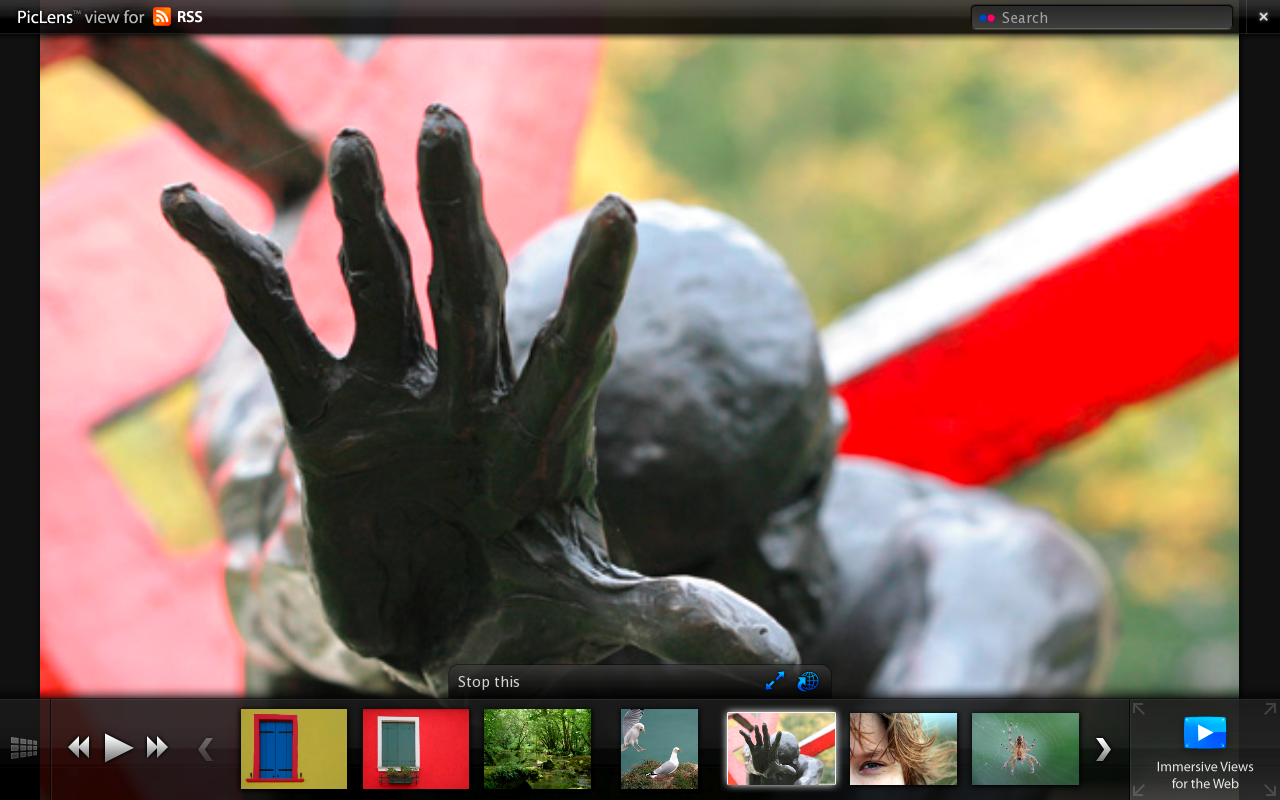 PicLens™ view for RSS
Search
Stop this
Immersive Views
for the Web